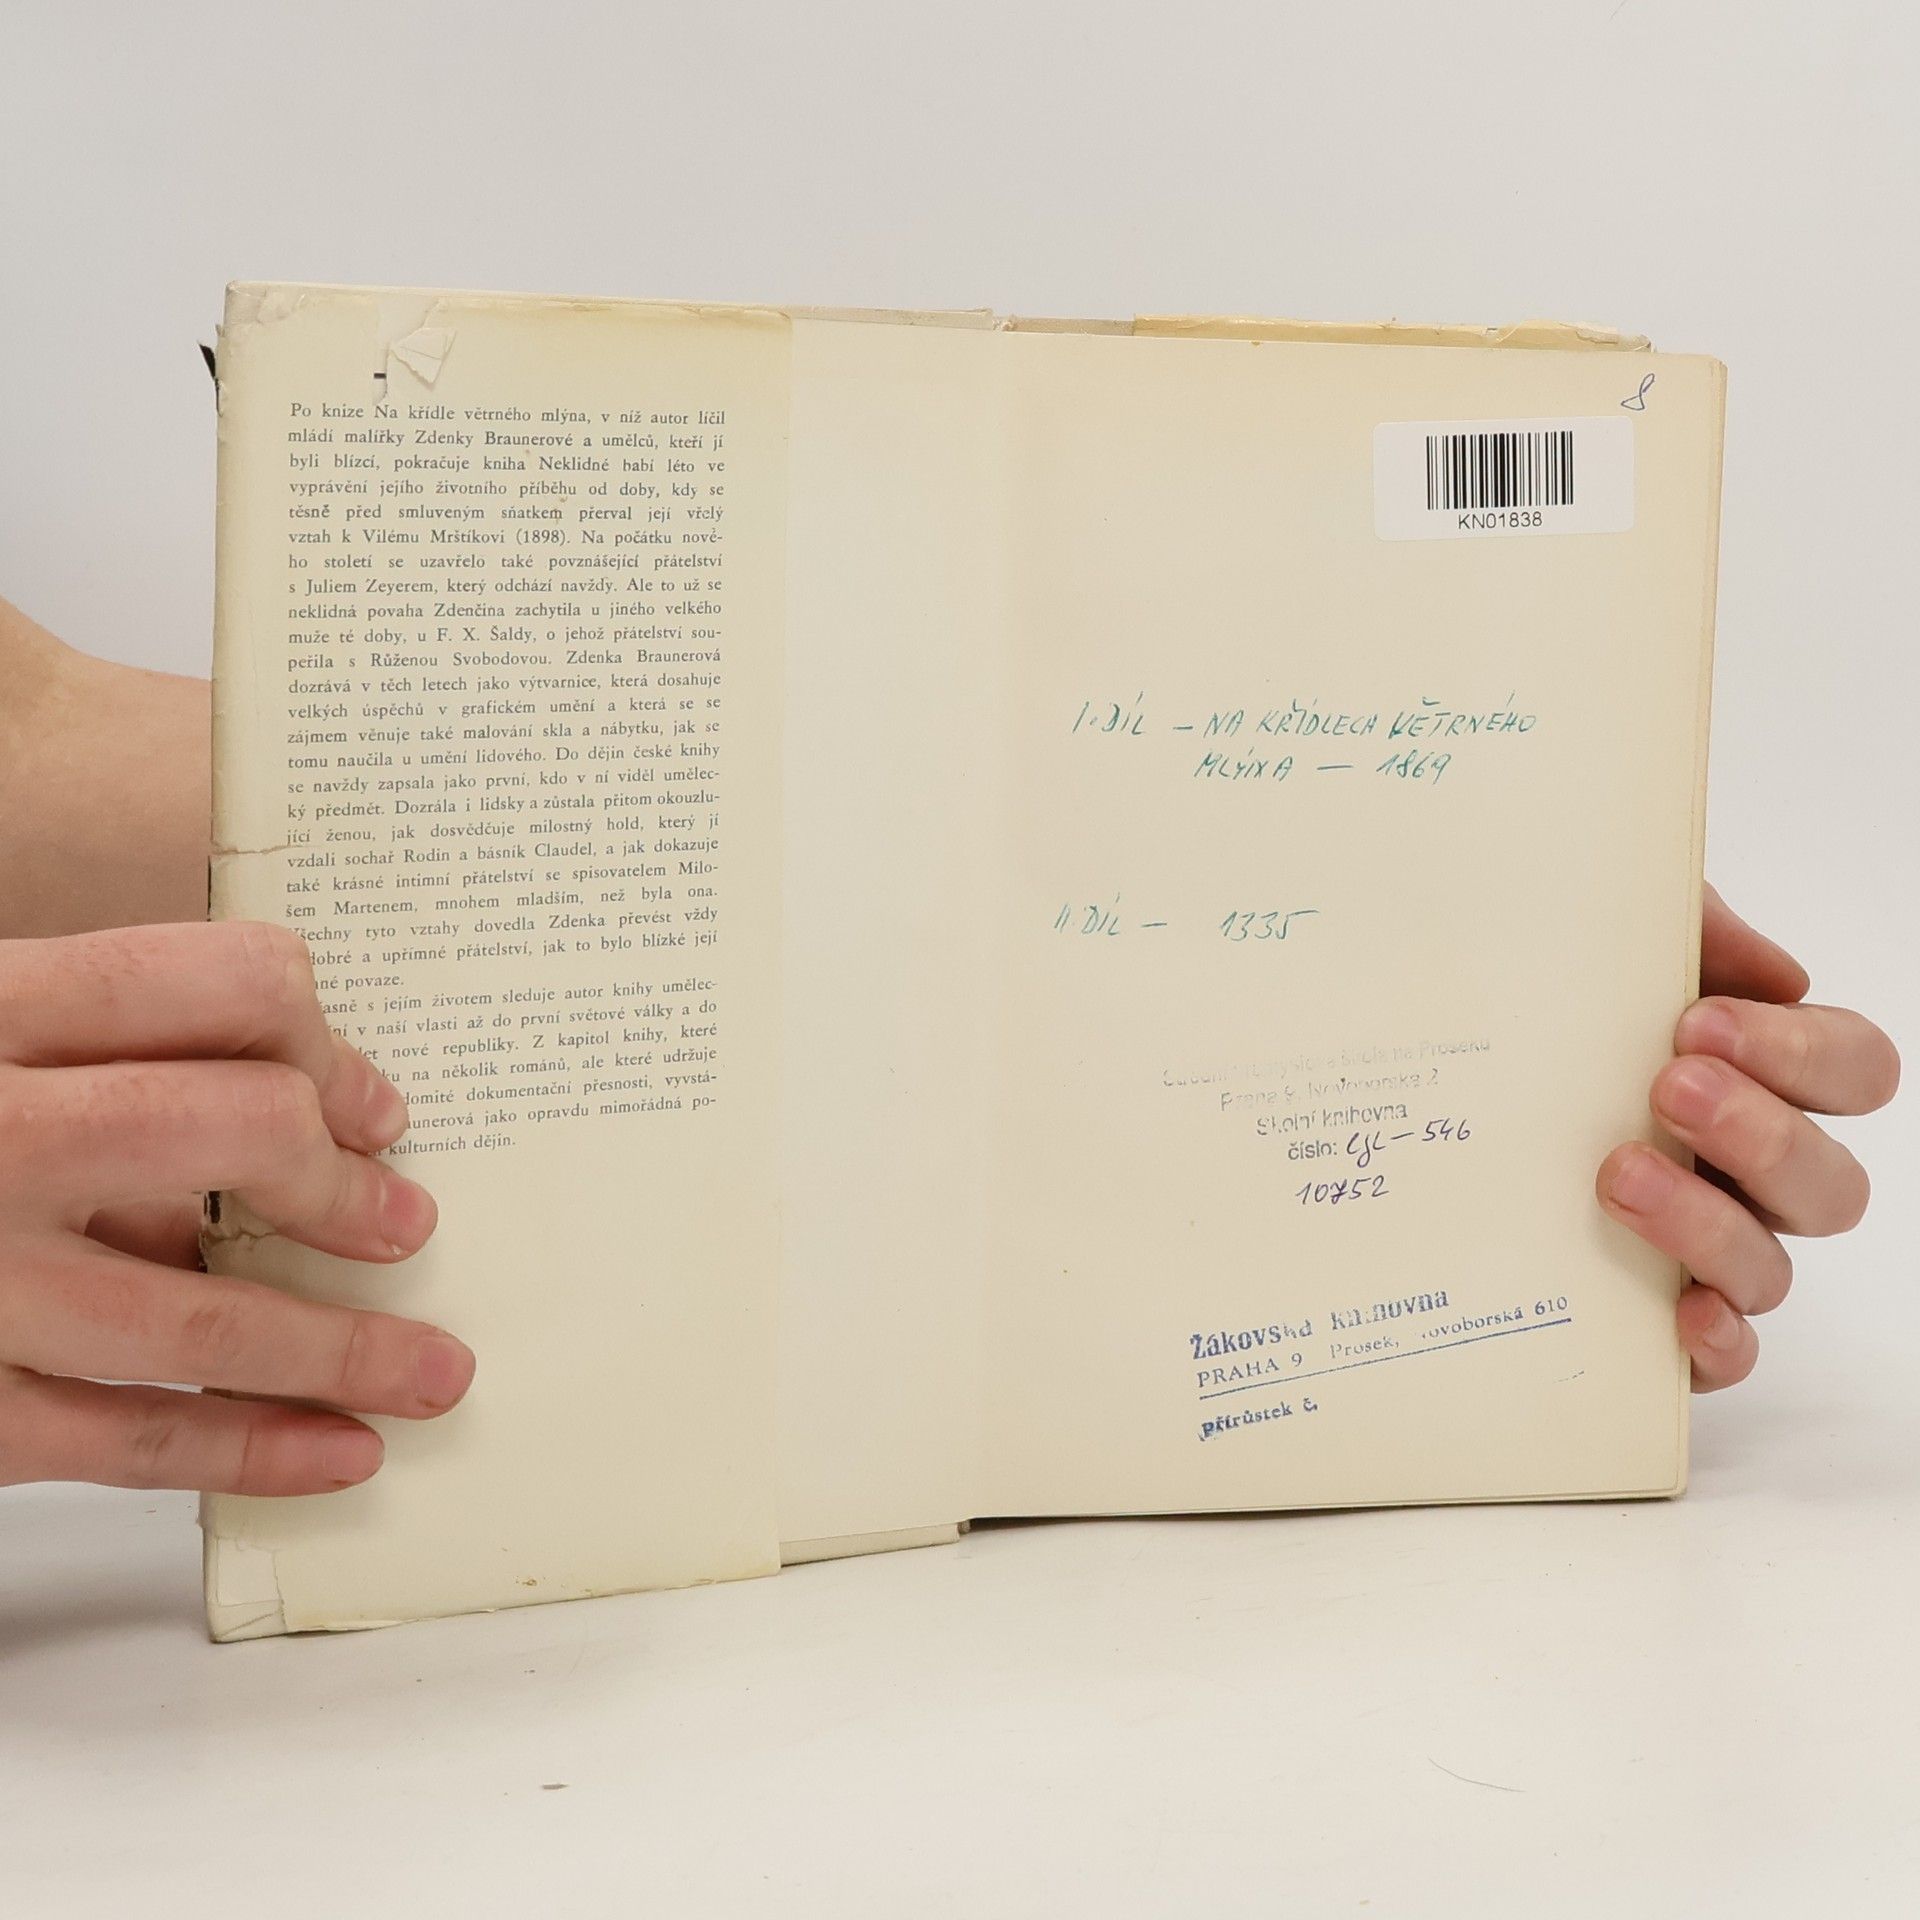 Po knize Na křídle větrného mlýna, v níž autor líčil
mládí malířky Zdenky Braunerové a umělců, kteří jí
byli blízcí, pokračuje kniha Neklidné babí léto ve
vyprávění jejího životního příběhu od doby, kdy se
těsně před smluveným sňatkem přerval její vřelý
vztah k Vilému Mrštíkovi (1898). Na počátku nové-
ho století se uzavřelo také povznášející přátelství
s Juliem Zeyerem, který odchází navždy. Ale to už se
neklidná povaha Zdenčina zachytila u jiného velkého
muže té doby, u F. X. Šaldy, o jehož přátelství sou-
peřila s Růženou Svobodovou. Zdenka Braunerová
dozrává v těch letech jako výtvarnice, která dosahuje
velkých úspěchů v grafickém umění a která se se
zájmem věnuje také malování skla a nábytku, jak se
tomu naučila u umění lidového. Do dějin české knihy
se navždy zapsala jako první, kdo v ní viděl umělec-
ký předmět. Dozrála i lidsky a zůstala přitom okouzlu-
jící ženou, jak dosvědčuje milostný hold, který jí
vzdali sochař Rodin a básník Claudel, a jak dokazuje
také krásné intimní přátelství se spisovatelem Milo-
šem Martenem, mnohem mladším, než byla ona.
Všechny tyto vztahy dovedla Zdenka převést vždy
dobré a upřímné přátelství, jak to bylo blízké její
povaze.
s jejím životem sleduje autor knihy umělec-
v naší vlasti až do první světové války a do
let nové republiky. Z kapitol knihy, které
na několik románů, ale které udržuje
dokumentační přesnosti, vyvstá-
jako opravdu mimořádná po-
kulturních dějin.
8
KN01838
I. DÍL – NA KŘÍDLECH VĚTRNÉHO
MLÝNA — 1869
II. DÍL – 1335
škola na Proseku
Praha 9, Novoborská 2
Školní knihovna
číslo: – 546
10752
Žákovská knihovna
PRAHA 9 Prosek, Novoborská 610
Přírůstek č.